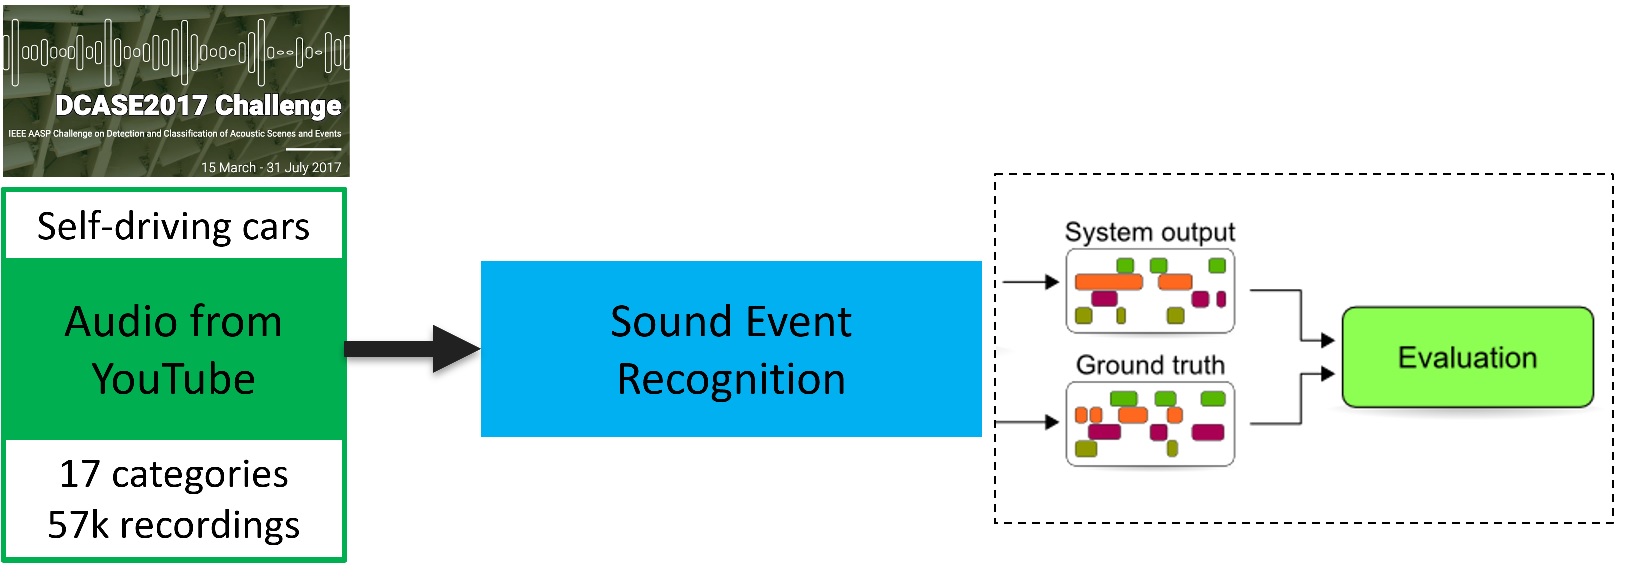 DCASE2017 Challenge
IEEE AASP Challenge on Detection and Classification of Acoustic Scenes and Events
15 March - 31 July 2017
Self-driving cars
Audio from
YouTube
17 categories
57k recordings
Sound Event
Recognition
System output
Ground truth
Evaluation